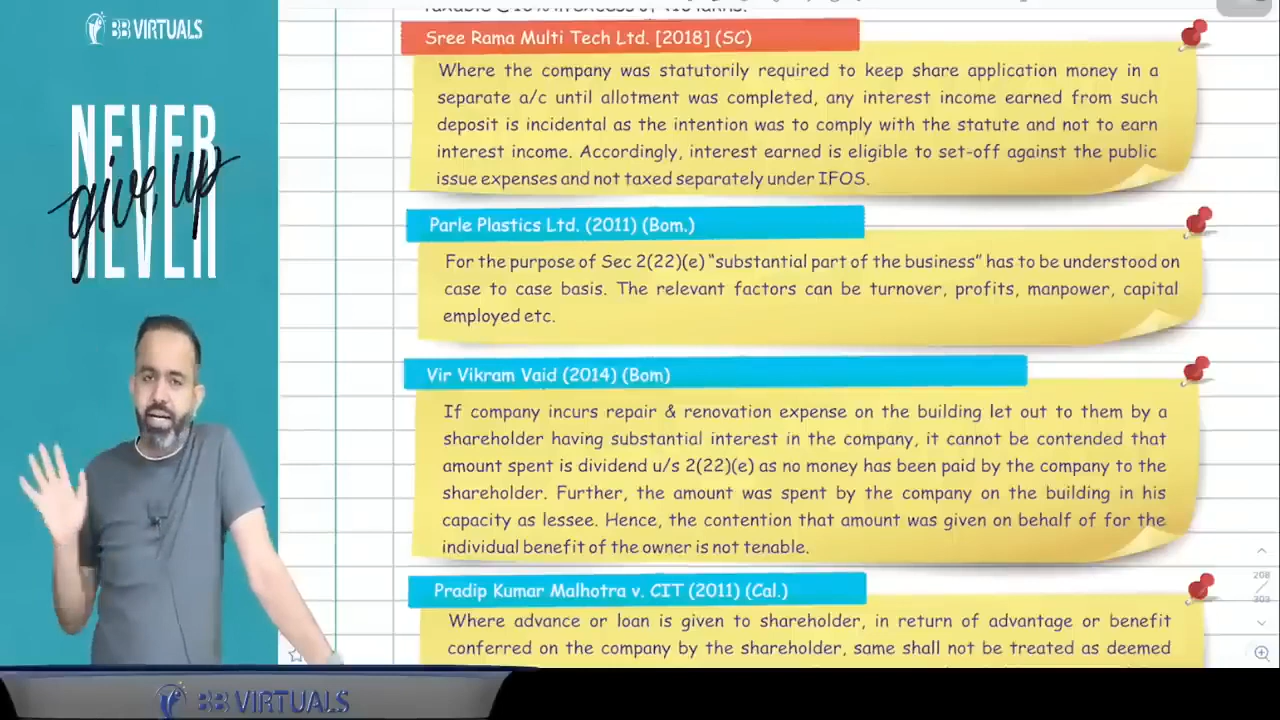 BB VIRTUALS
NEVER
give up
NEVER
Sree Rama Multi Tech Ltd. [2018] (SC)
Where the company was statutorily required to keep share application money in a
separate a/c until allotment was completed, any interest income earned from such
deposit is incidental as the intention was to comply with the statute and not to earn
interest income. Accordingly, interest earned is eligible to set-off against the public
issue expenses and not taxed separately under IFOS.
Parle Plastics Ltd. (2011) (Bom.)
For the purpose of Sec 2(22)(e) “substantial part of the business” has to be understood on
case to case basis. The relevant factors can be turnover, profits, manpower, capital
employed etc.
Vir Vikram Vaid (2014) (Bom)
If company incurs repair & renovation expense on the building let out to them by a
shareholder having substantial interest in the company, it cannot be contended that
amount spent is dividend u/s 2(22)(e) as no money has been paid by the company to the
shareholder. Further, the amount was spent by the company on the building in his
capacity as lessee. Hence, the contention that amount was given on behalf of for the
individual benefit of the owner is not tenable.
Pradip Kumar Malhotra v. CIT (2011) (Cal.)
Where advance or loan is given to shareholder, in return of advantage or benefit
conferred on the company by the shareholder, same shall not be treated as deemed
208
303
BB VIRTUALS